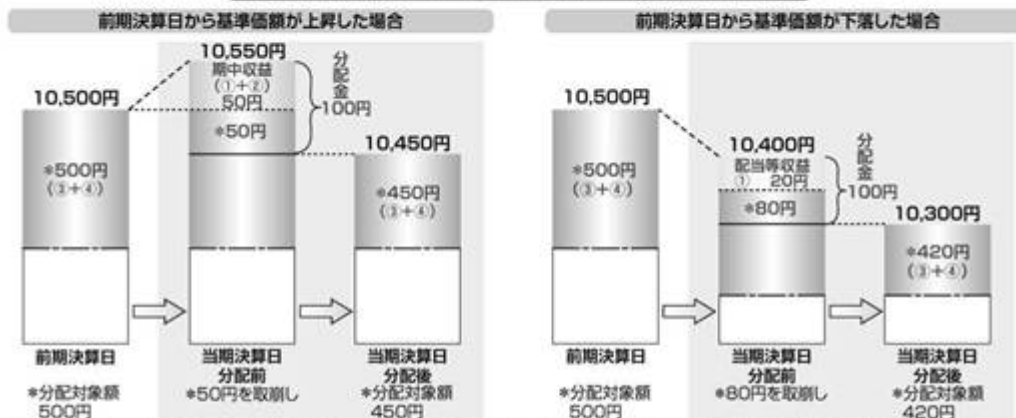 前期決算日から基準価額が上昇した場合
10,550円
期中収益
(①+②)
50円
*50円
分配金
100円
10,500円
*500円
(③+④)
10,450円
*450円
(③+④)
前期決算日
当期決算日
分配前
当期決算日
分配後
*分配対象額
500円
*50円を取崩し
*分配対象額
450円
前期決算日から基準価額が下落した場合
10,500円
*500円
(③+④)
10,400円
配当等収益
① 20円
*80円
分配金
100円
10,300円
*420円
(③+④)
前期決算日
当期決算日
分配前
当期決算日
分配後
*分配対象額
500円
*80円を取崩し
*分配対象額
420円